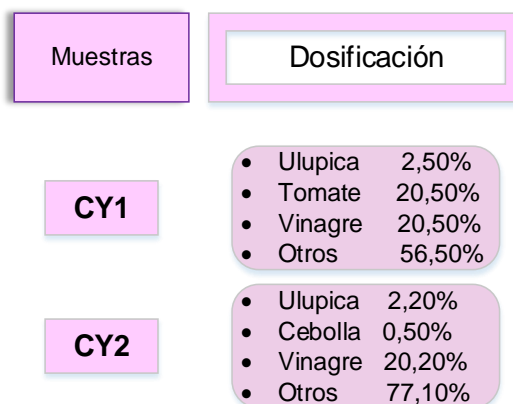 Muestras
Dosificación
CY1
• Ulupica 2,50%
• Tomate 20,50%
• Vinagre 20,50%
• Otros 56,50%
CY2
• Ulupica 2,20%
• Cebolla 0,50%
• Vinagre 20,20%
• Otros 77,10%